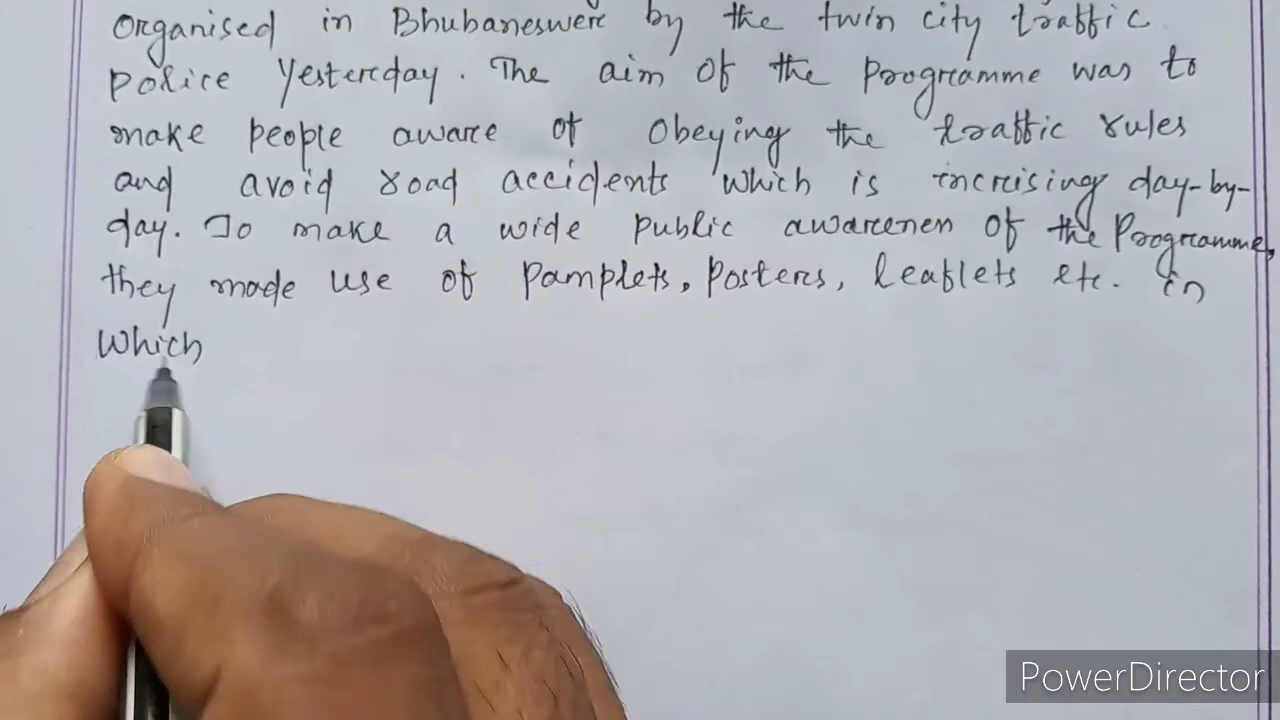 Organised in Bhubaneswere by the twin city traffic
police yesterday. The aim of the programme was to
make people aware of obeying the traffic rules
and avoid road accidents which is increising day-by-
day. To make a wide public awarenen of the programme,
they made use of pamplets, posters, leaflets etc. in
which
PowerDirector